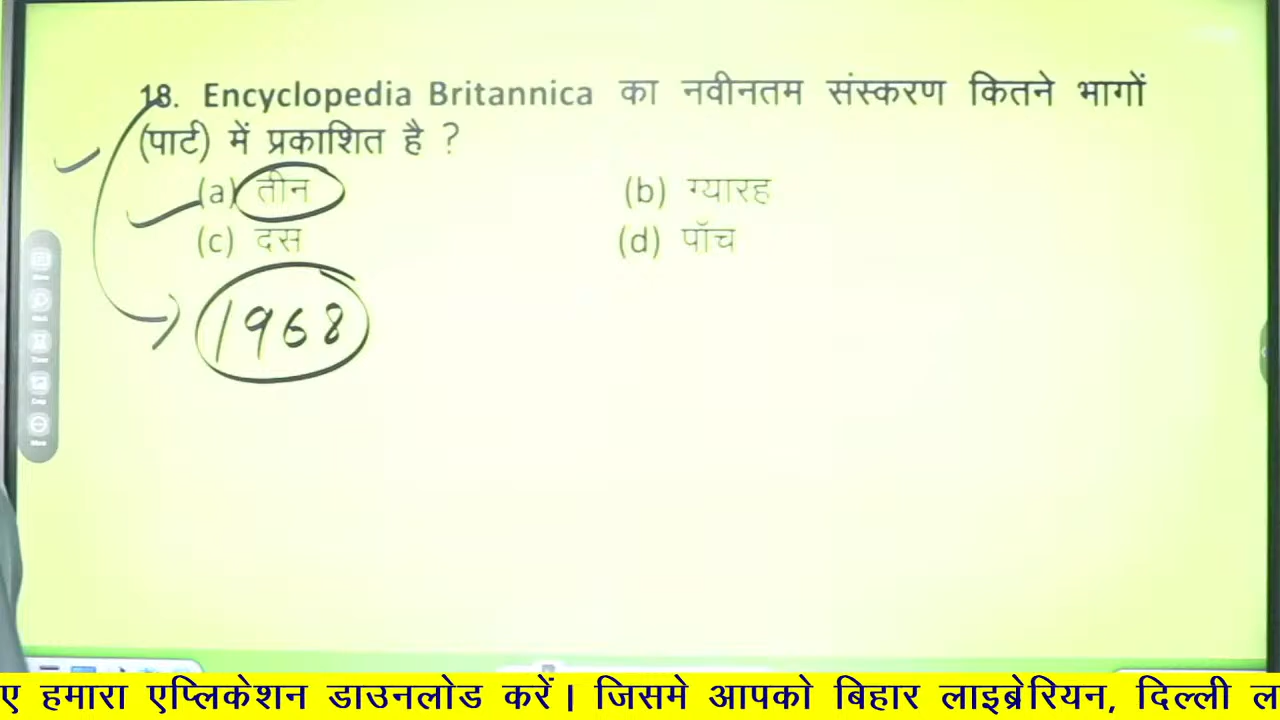 18. Encyclopedia Britannica का नवीनतम संस्करण कितने भागों
(पार्ट) में प्रकाशित है ?
(a) तीन (b) ग्यारह
(c) दस (d) पॉच
1968
ए हमारा एप्लिकेशन डाउनलोड करें। जिसमे आपको बिहार लाइब्रेरियन, दिल्ली ल